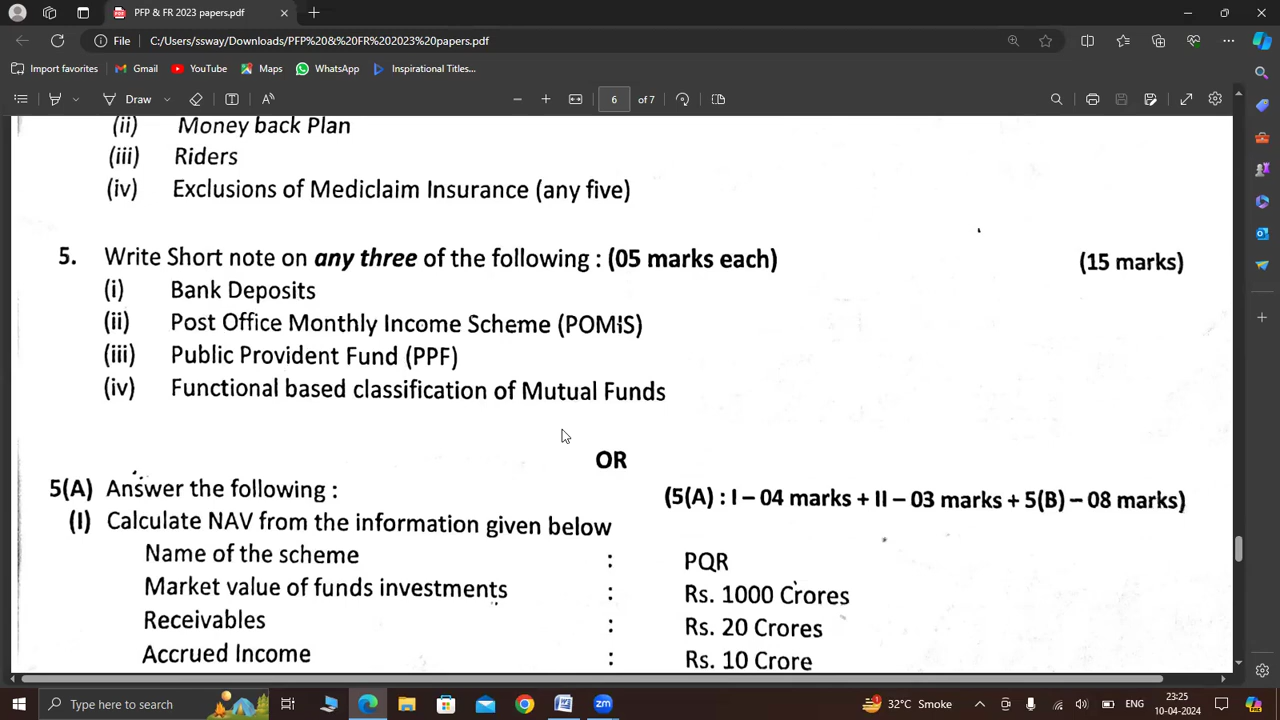 PFP & FR 2023 papers.pdf
File
C:/Users/ssway/Downloads/PFP%20&%20FR%202023%20papers.pdf
Import favorites
Gmail
YouTube
Maps
WhatsApp
Inspirational Titles...
Draw
6
of 7
(ii) Money back Plan
(iii) Riders
(iv) Exclusions of Mediclaim Insurance (any five)
5. Write Short note on any three of the following : (05 marks each) (15 marks)
(i) Bank Deposits
(ii) Post Office Monthly Income Scheme (POMIS)
(iii) Public Provident Fund (PPF)
(iv) Functional based classification of Mutual Funds
OR
5(A) Answer the following : (5(A) : I – 04 marks + II – 03 marks + 5(B) – 08 marks)
(I) Calculate NAV from the information given below
Name of the scheme : PQR
Market value of funds investments : Rs. 1000 Crores
Receivables : Rs. 20 Crores
Accrued Income : Rs. 10 Crore
Type here to search
32°C Smoke
23:25
10-04-2024